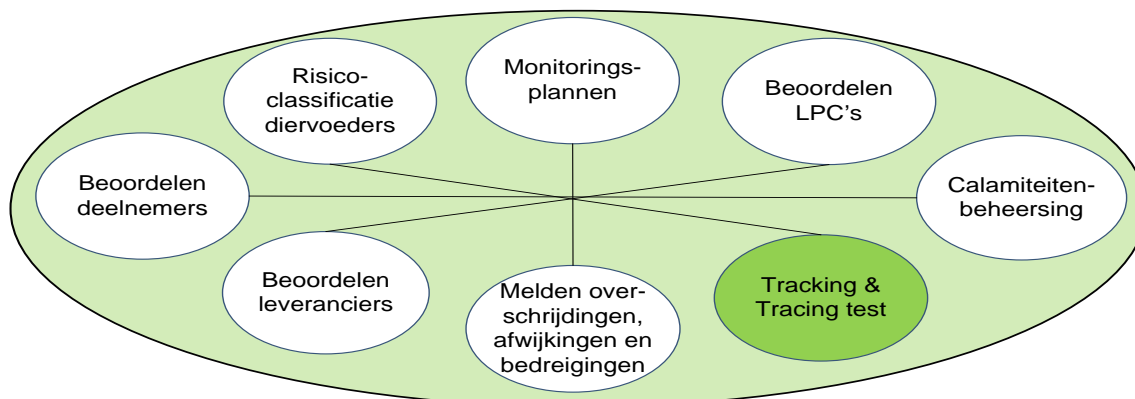 Risico-
classificatie
diervoeders
Monitorings-
plannen
Beoordelen
LPC's
Beoordelen
deelnemers
Calamiteiten-
beheersing
Beoordelen
leveranciers
Melden over-
schrijdingen,
afwijkingen en
bedreigingen
Tracking &
Tracing test